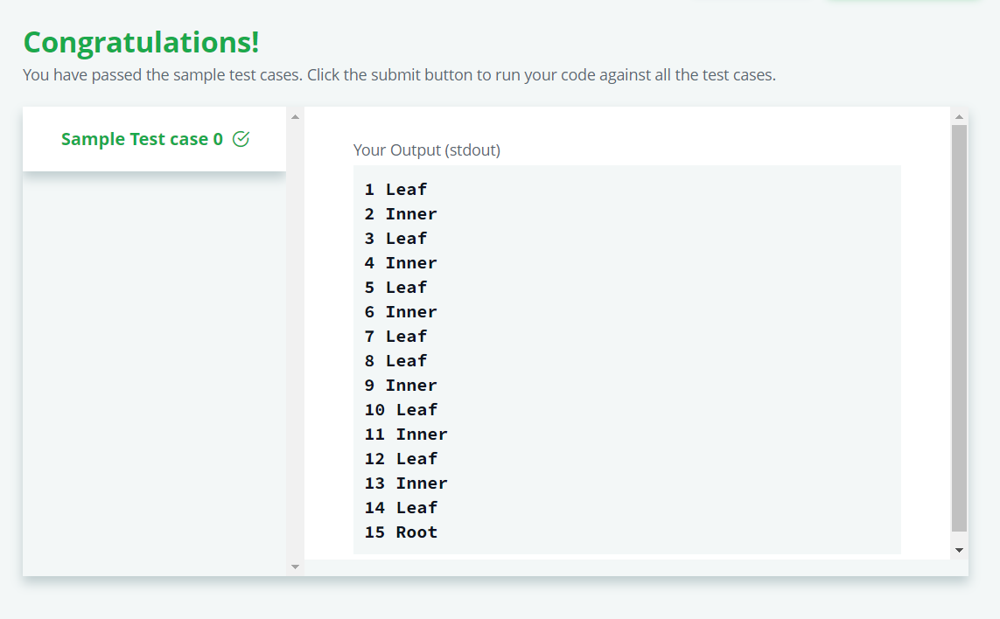 Congratulations!
You have passed the sample test cases. Click the submit button to run your code against all the test cases.
Sample Test case 0
Your Output (stdout)
1 Leaf
2 Inner
3 Leaf
4 Inner
5 Leaf
6 Inner
7 Leaf
8 Leaf
9 Inner
10 Leaf
11 Inner
12 Leaf
13 Inner
14 Leaf
15 Root